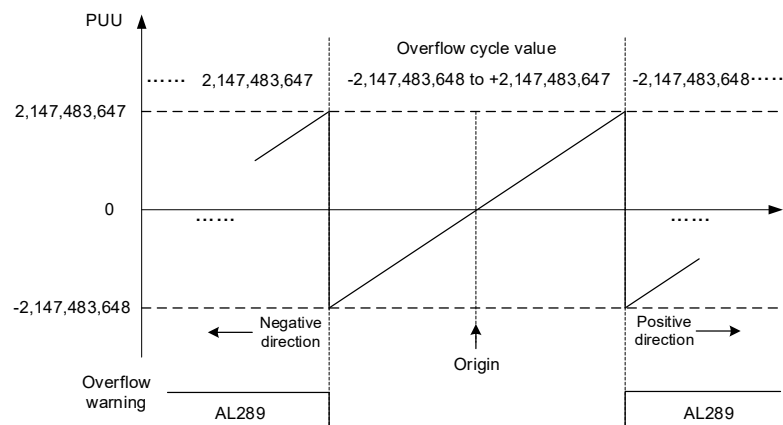 PUU
Overflow cycle value
…… 2,147,483,647
-2,147,483,648 to +2,147,483,647
-2,147,483,648……
2,147,483,647
0
……
……
-2,147,483,648
Negative
direction
Origin
Positive
direction
Overflow
warning
AL289
AL289